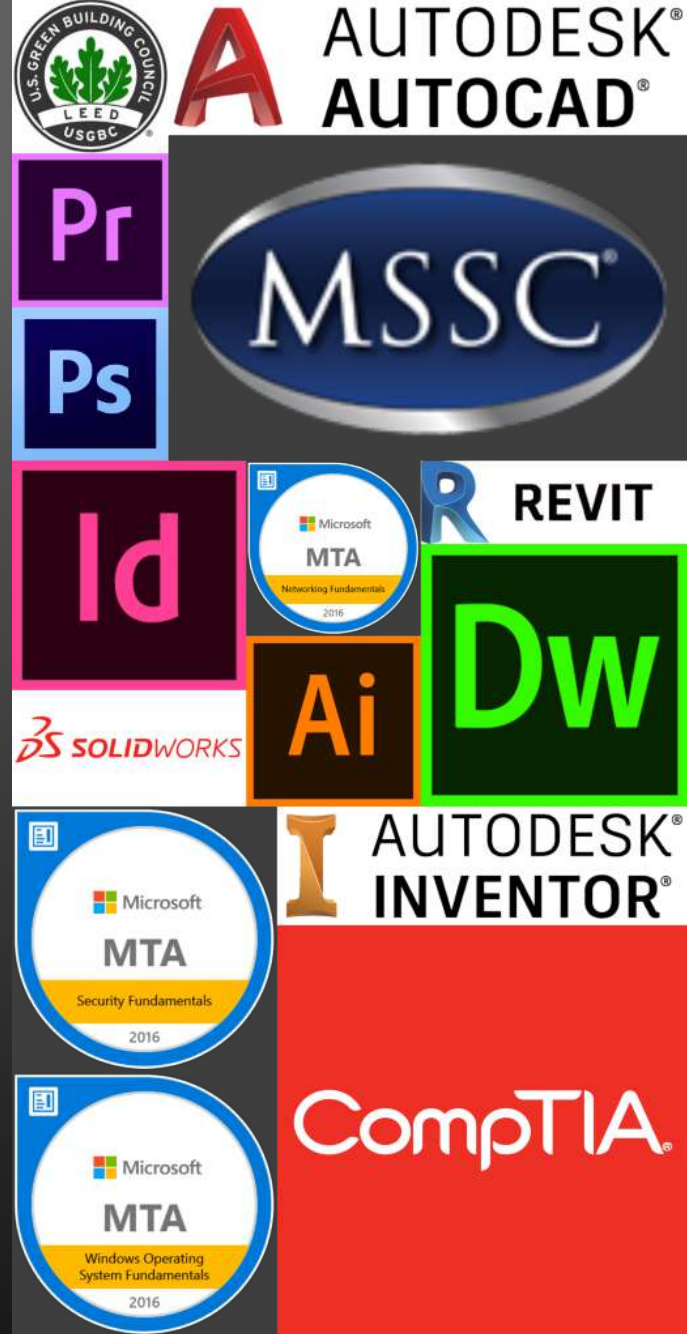 U.S. GREEN BUILDING COUNCIL
LEED
USGBC
®
AUTODESK®
AUTOCAD®
Pr
MSSC®
Ps
Id
Microsoft
MTA
Networking Fundamentals
2016
REVIT
Dw
Ai
3DS SOLIDWORKS
Microsoft
MTA
Security Fundamentals
2016
AUTODESK®
INVENTOR®
CompTIA®
Microsoft
MTA
Windows Operating
System Fundamentals
2016